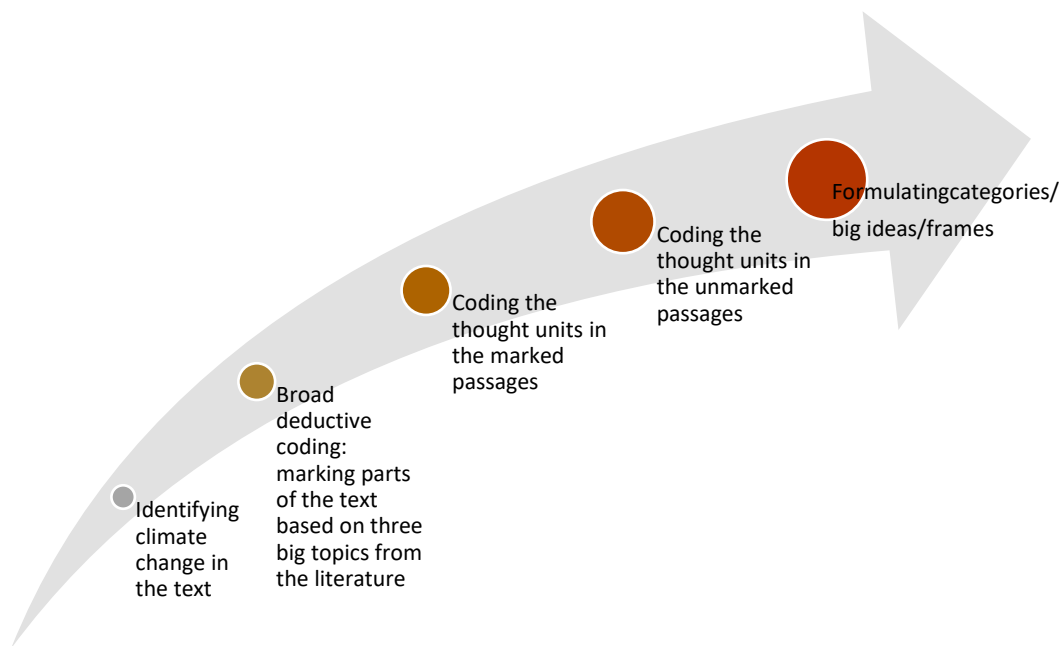 Identifying
climate
change in
the text
Broad
deductive
coding:
marking parts
of the text
based on three
big topics from
the literature
Coding the
thought units in
the marked
passages
Coding the
thought units in
the unmarked
passages
Formulatingcategories/
big ideas/frames